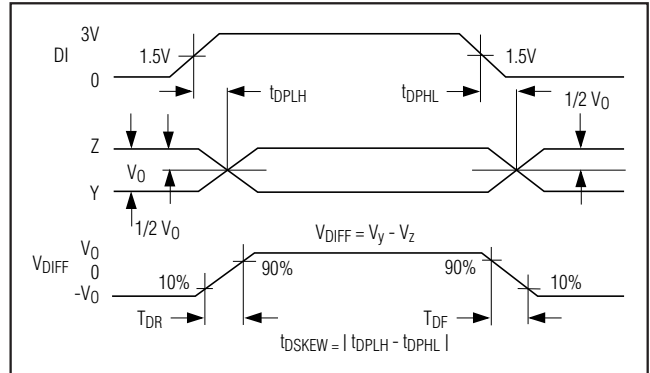 3V
DI 1.5V 1.5V
0
tDPLH tDPHL 1/2 VO
Z
VO
Y
1/2 VO
VDIFF = Vy - Vz
VO
VDIFF 0
-VO
10% 90% 90% 10%
TDR TDF
tDSKEW = | tDPLH - tDPHL |